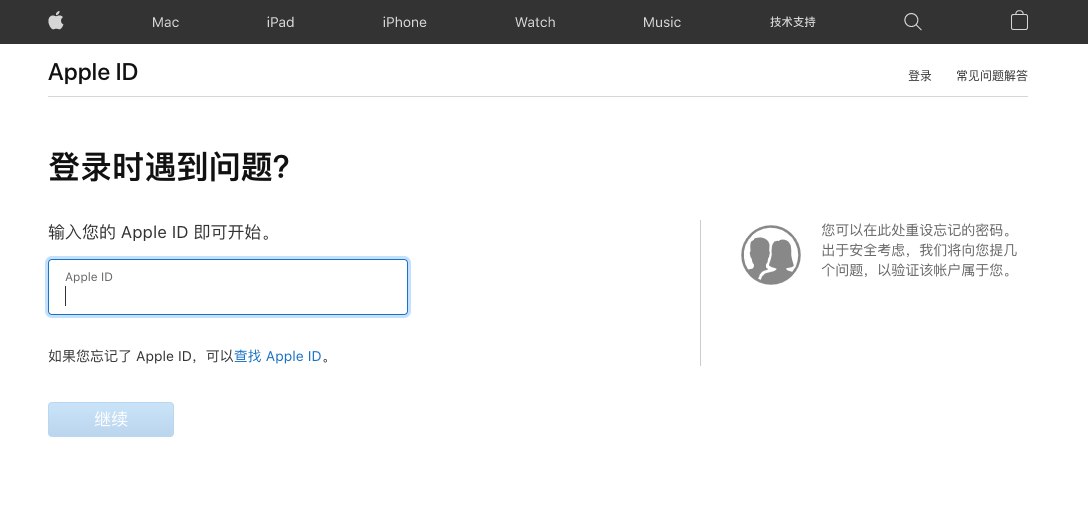 Mac iPad iPhone Watch Music 技术支持
Apple ID
登录 常见问题解答
登录时遇到问题?
输入您的 Apple ID 即可开始。
Apple ID
如果您忘记了 Apple ID，可以查找 Apple ID。
继续
您可以在此处重设忘记的密码。
出于安全考虑，我们将向您提几
个问题，以验证该帐户属于您。